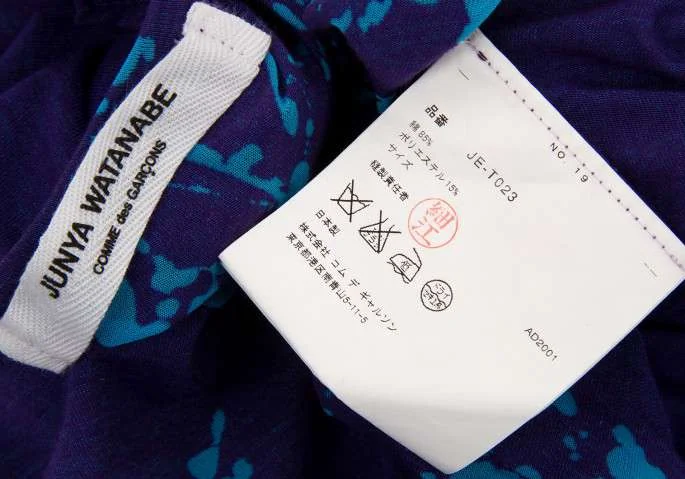 JUNYA WATANABE
COMME des GARÇONS
NO. 19
品番 JE-T023
綿 85%
ポリエステル 15%
サイズ
縫製責任者
細江
日本製
株式会社 コム デ ギャルソン
東京都港区南青山5-11-5
AD2001